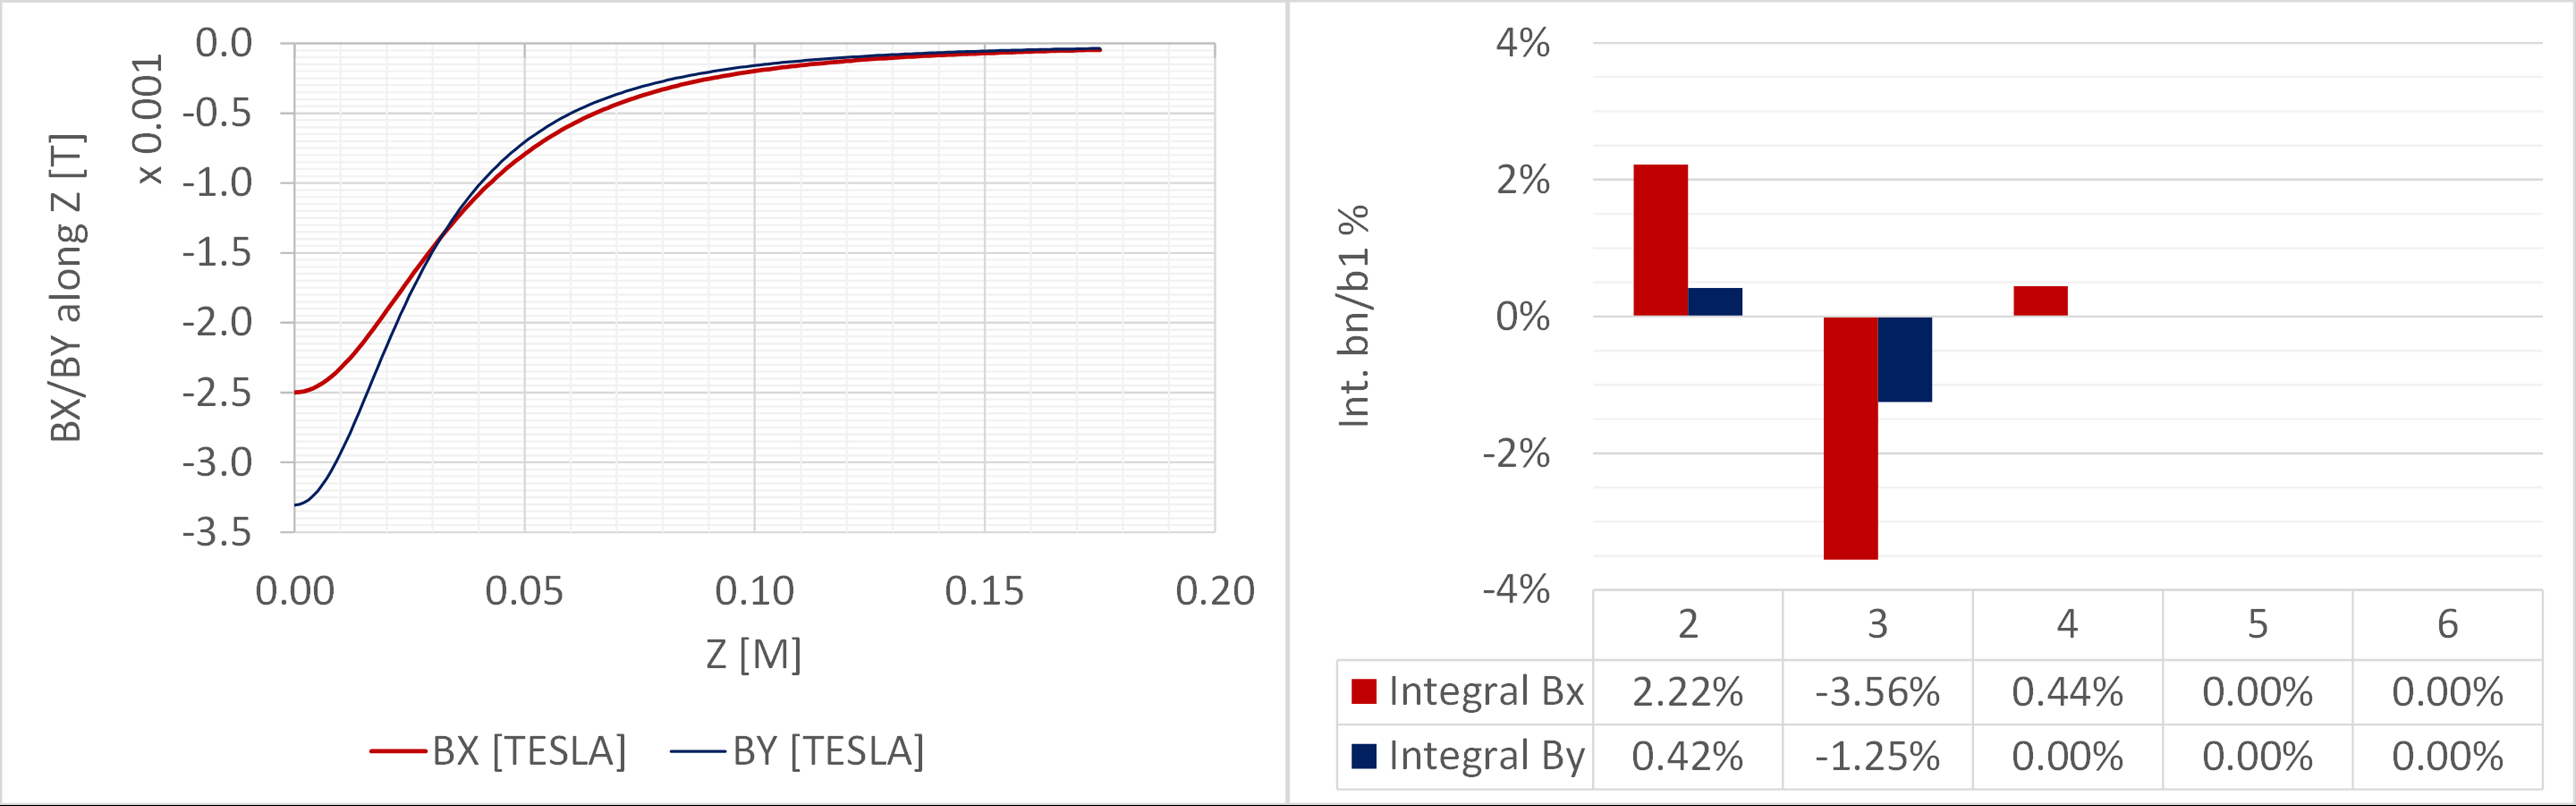 BX/BY along Z [T]
x 0.001
0.0
-0.5
-1.0
-1.5
-2.0
-2.5
-3.0
-3.5
0.00 0.05 0.10 0.15 0.20
Z [M]
BX [TESLA] BY [TESLA]
Int. bn/b1 %
4%
2%
0%
-2%
-4%
2 3 4 5 6
Integral Bx 2.22% -3.56% 0.44% 0.00% 0.00%
Integral By 0.42% -1.25% 0.00% 0.00% 0.00%